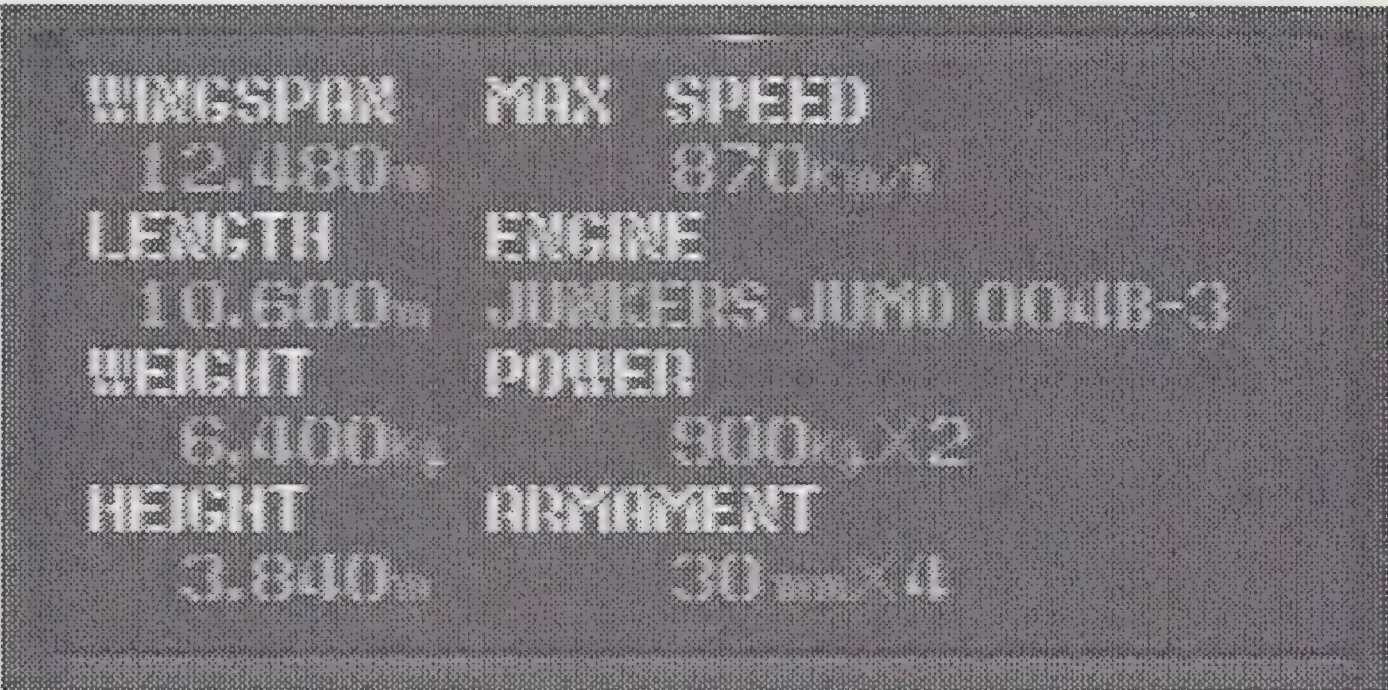 WINGSPAN MAX SPEED
12.480m 870km/h
LENGTH ENGINE
10.600m JUNKERS JUMO 004B-3
WEIGHT POWER
6.400kg 900kg×2
HEIGHT ARMAMENT
3.840m 30mm×4